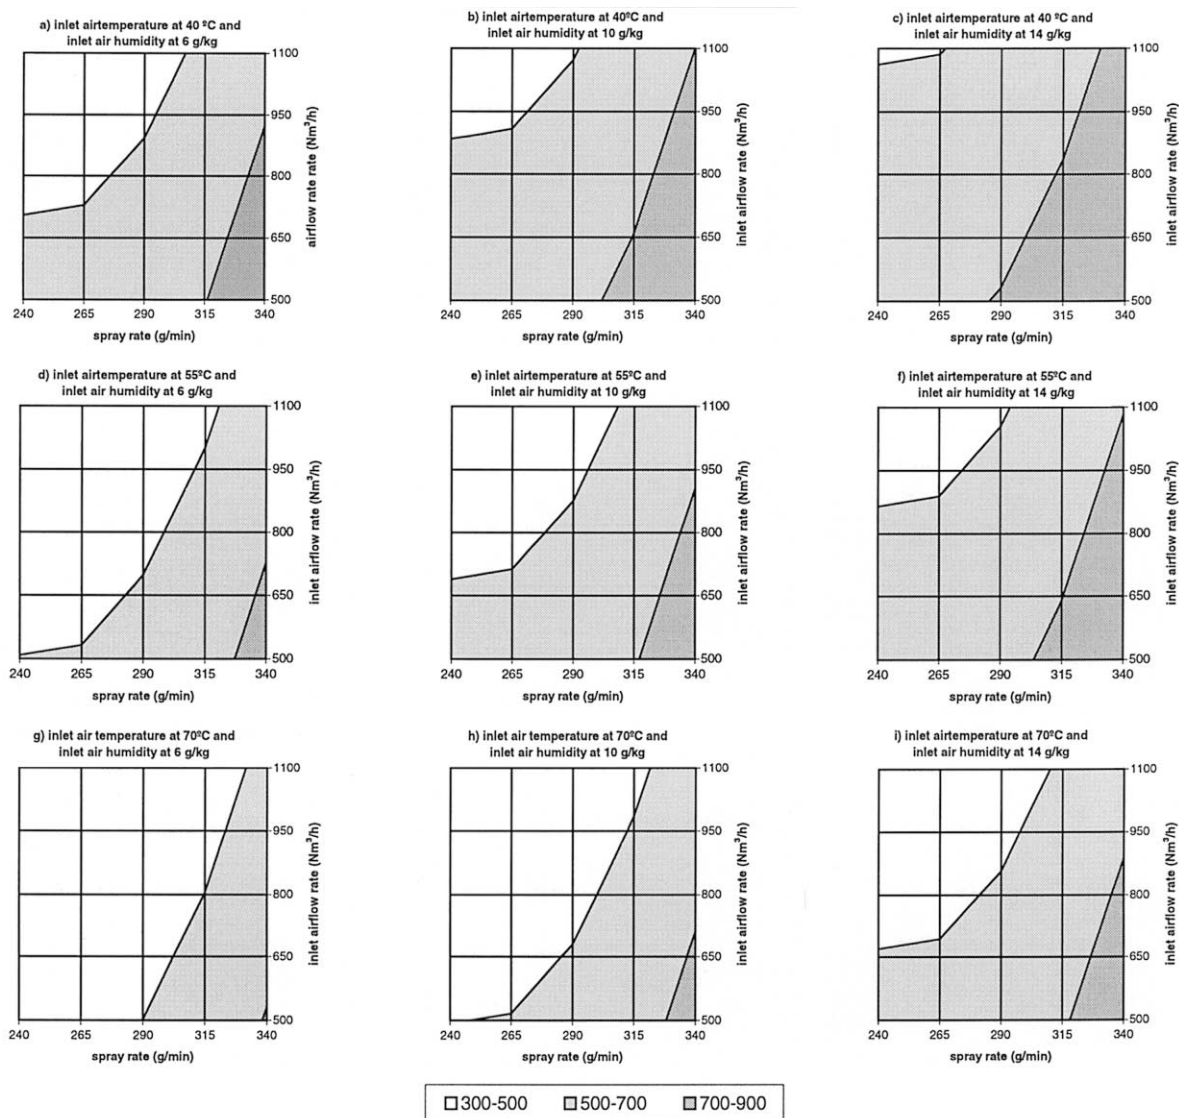 a) inlet airtemperature at 40 ºC and
inlet air humidity at 6 g/kg
1100
950
800
650
500
airflow rate rate (Nm³/h)
240 265 290 315 340
spray rate (g/min)
b) inlet airtemperature at 40ºC and
inlet air humidity at 10 g/kg
1100
950
800
650
500
inlet airflow rate (Nm³/h)
240 265 290 315 340
spray rate (g/min)
c) inlet airtemperature at 40 ºC and
inlet air humidity at 14 g/kg
1100
950
800
650
500
inlet airflow rate (Nm³/h)
240 265 290 315 340
spray rate (g/min)
d) inlet airtemperature at 55ºC and
inlet air humidity at 6 g/kg
1100
950
800
650
500
inlet airflow rate (Nm³/h)
240 265 290 315 340
spray rate (g/min)
e) inlet airtemperature at 55ºC and
inlet air humidity at 10 g/kg
1100
950
800
650
500
inlet airflow rate (Nm³/h)
240 265 290 315 340
spray rate (g/min)
f) inlet airtemperature at 55ºC and
inlet air humidity at 14 g/kg
1100
950
800
650
500
inlet airflow rate (Nm³/h)
240 265 290 315 340
spray rate (g/min)
g) inlet air temperature at 70ºC and
inlet air humidity at 6 g/kg
1100
950
800
650
500
inlet airflow rate (Nm³/h)
240 265 290 315 340
spray rate (g/min)
h) inlet air temperature at 70ºC and
inlet air humidity at 10 g/kg
1100
950
800
650
500
inlet airflow rate (Nm³/h)
240 265 290 315 340
spray rate (g/min)
i) inlet airtemperature at 70ºC and
inlet air humidity at 14 g/kg
1100
950
800
650
500
inlet airflow rate (Nm³/h)
240 265 290 315 340
spray rate (g/min)
300-500 500-700 700-900